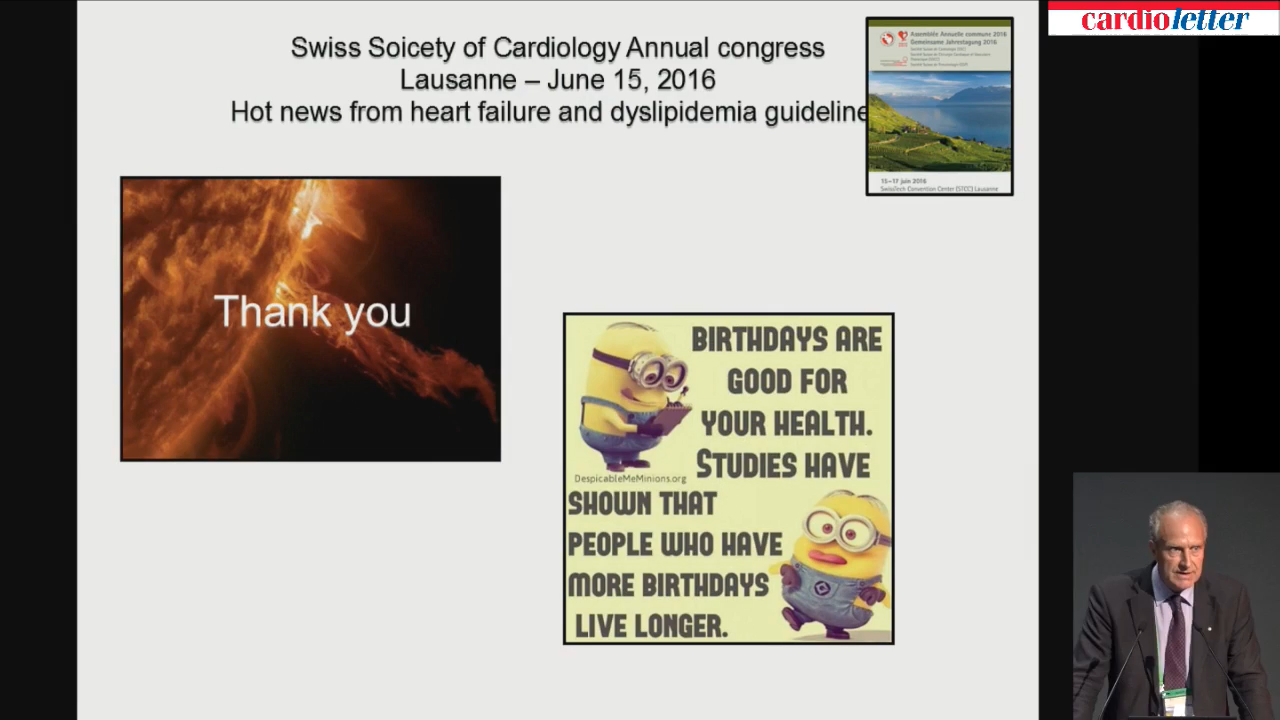 cardioletter
Swiss Soicety of Cardiology Annual congress
Lausanne – June 15, 2016
Hot news from heart failure and dyslipidemia guideline
Assemblée Annuelle commune 2016
Gemeinsame Jahrestagung 2016
15–17 juin 2016
SwissTech Convention Center (STCC) Lausanne
Thank you
BIRTHDAYS ARE
GOOD FOR
YOUR HEALTH.
STUDIES HAVE
DespicableMeMinions.org
SHOWN THAT
PEOPLE WHO HAVE
MORE BIRTHDAYS
LIVE LONGER.